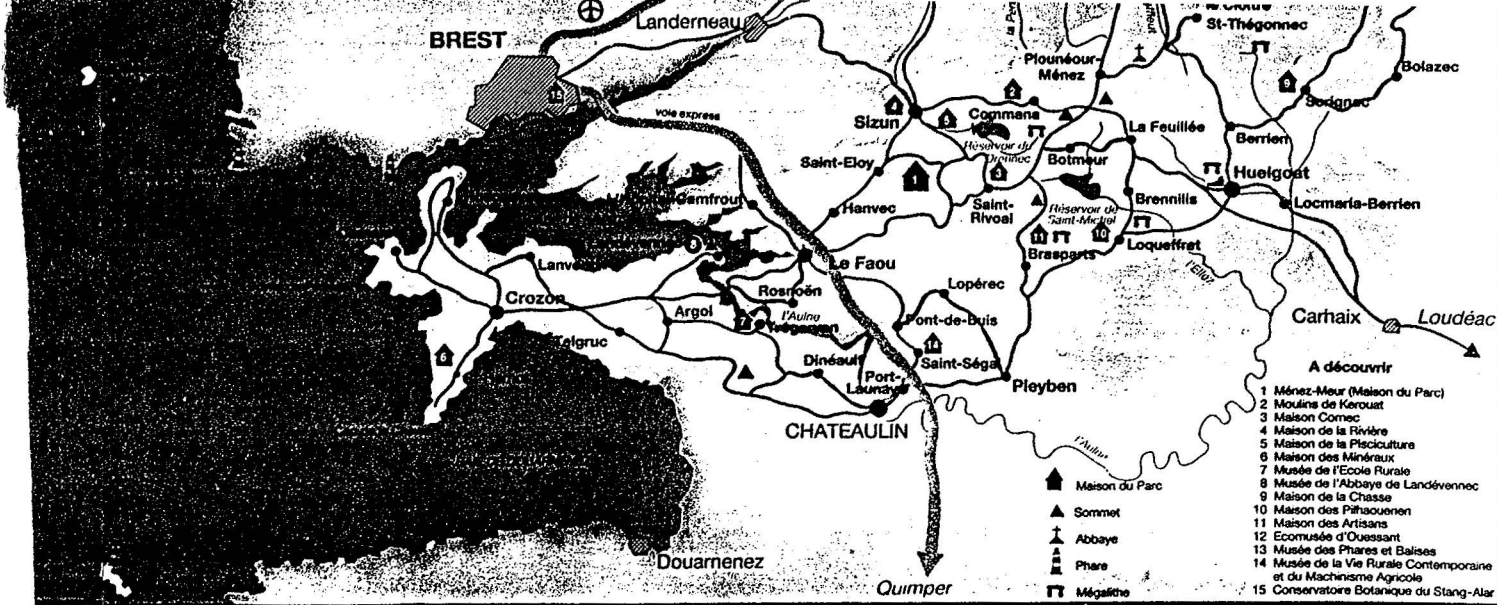 St-Thégonnec
Landerneau
BREST
Plounéour-
Ménez
Bolazec
Scrignac
voie express
Sizun
Commana
La Feuillée
Berrien
Réservoir du
Drennec
Saint-Eloy
Botmeur
Huelgoat
Hanvec
Saint-
Rivoal
Réservoir de
Saint-Michel
Brennilis
Locmaria-Berrien
Loqueffret
Brasparts
l'Ellez
Le Faou
Crozon
Rosnoën
Lopérec
Argol
l'Aulne
Trégarvan
Pont-de-Buis
Carhaix
Loudéac
Telgruc
Dinéault
Saint-Ségal
Port-
Launay
Pleyben
CHATEAULIN
l'Aulne
Douarnenez
Quimper
Maison du Parc
Sommet
Abbaye
Phare
Mégalithe
A découvrir
1 Ménez-Meur (Maison du Parc)
2 Moulins de Kerouat
3 Maison Cornec
4 Maison de la Rivière
5 Maison de la Pisciculture
6 Maison des Minéraux
7 Musée de l'Ecole Rurale
8 Musée de l'Abbaye de Landévennec
9 Maison de la Chasse
10 Maison des Pilhaouerien
11 Maison des Artisans
12 Ecomusée d'Ouessant
13 Musée des Phares et Balises
14 Musée de la Vie Rurale Contemporaine
et du Machinisme Agricole
15 Conservatoire Botanique du Stang-Alar